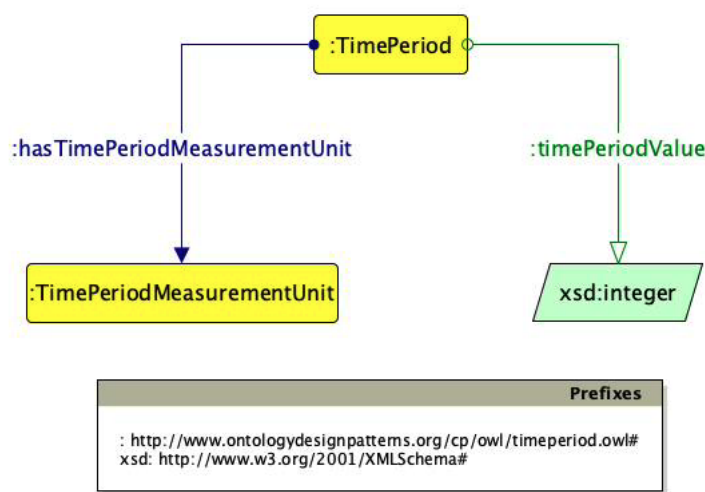 :TimePeriod
:hasTimePeriodMeasurementUnit
:timePeriodValue
:TimePeriodMeasurementUnit
xsd:integer
Prefixes
: http://www.ontologydesignpatterns.org/cp/owl/timeperiod.owl#
xsd: http://www.w3.org/2001/XMLSchema#